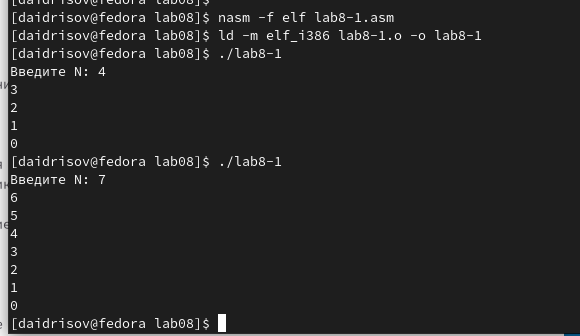 [daidrisov@fedora lab08]$
[daidrisov@fedora lab08]$ nasm -f elf lab8-1.asm
[daidrisov@fedora lab08]$ ld -m elf_i386 lab8-1.o -o lab8-1
[daidrisov@fedora lab08]$ ./lab8-1
Введите N: 4
3
2
1
0
[daidrisov@fedora lab08]$ ./lab8-1
Введите N: 7
6
5
4
3
2
1
0
[daidrisov@fedora lab08]$